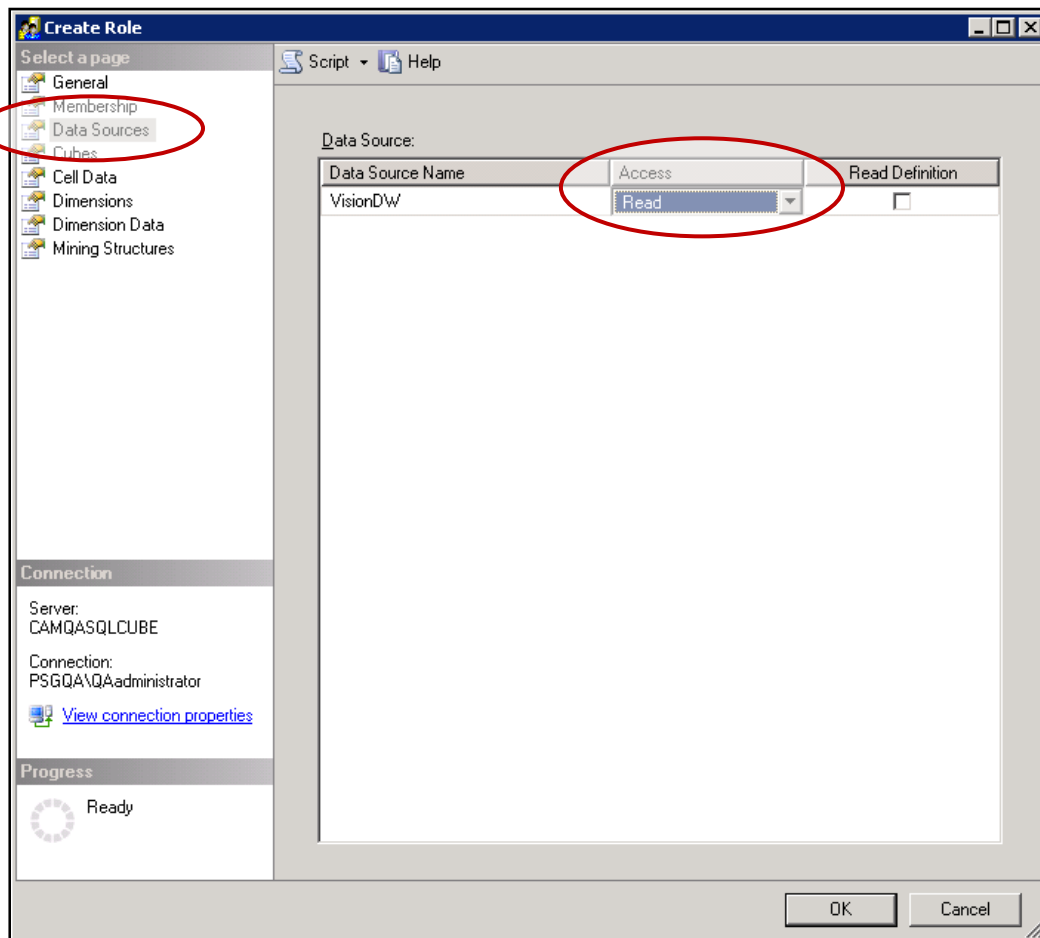 Create Role
Select a page
General
Membership
Data Sources
Cubes
Cell Data
Dimensions
Dimension Data
Mining Structures
Script Help
Data Source:
Data Source Name Access Read Definition
VisionDW Read
Connection
Server:
CAMQASQLCUBE
Connection:
PSGQA\QAadministrator
View connection properties
Progress
Ready
OK Cancel